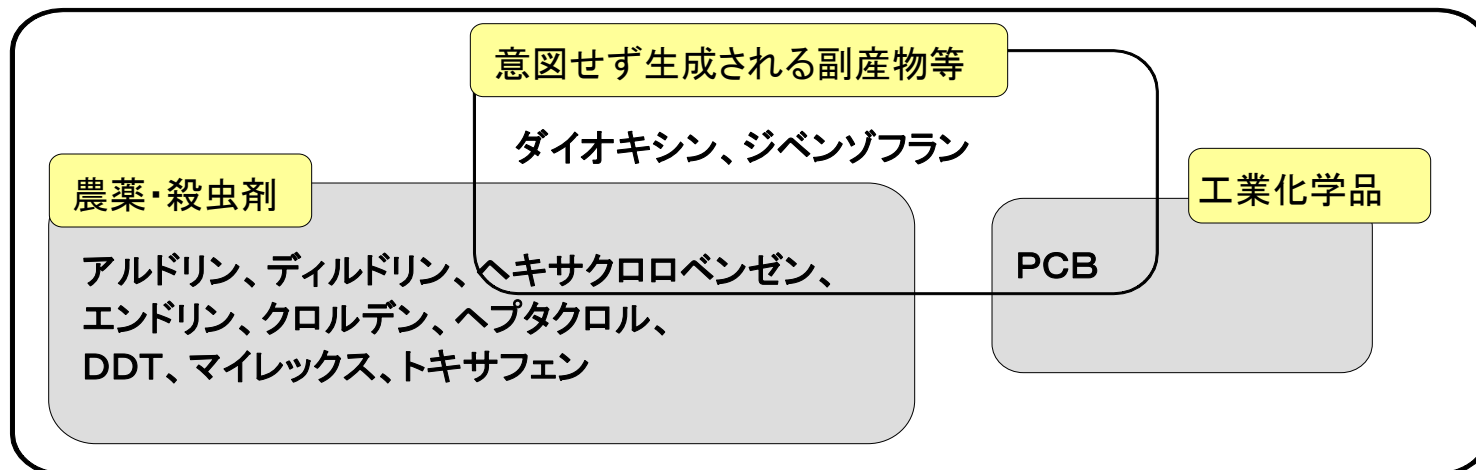 意図せず生成される副産物等
ダイオキシン、ジベンゾフラン
農薬・殺虫剤
工業化学品
アルドリン、ディルドリン、ヘキサクロロベンゼン、
エンドリン、クロルデン、ヘプタクロル、
DDT、マイレックス、トキサフェン
PCB